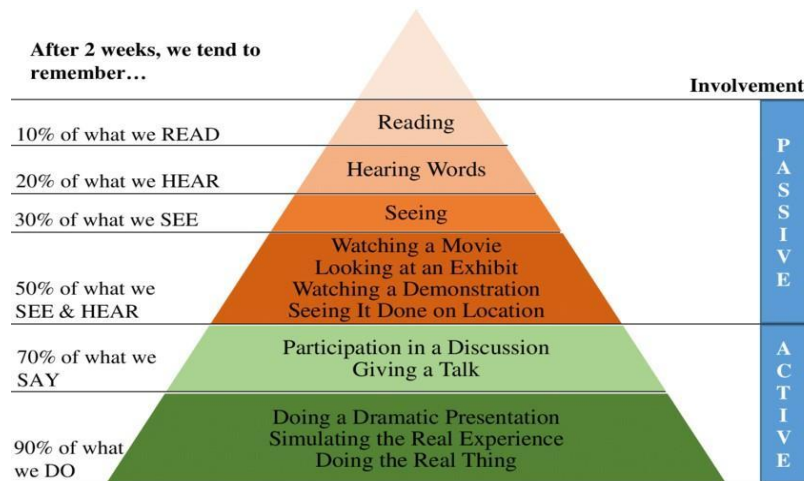 After 2 weeks, we tend to
remember…
Involvement
10% of what we READ
Reading
20% of what we HEAR
Hearing Words
30% of what we SEE
Seeing
50% of what we
SEE & HEAR
Watching a Movie
Looking at an Exhibit
Watching a Demonstration
Seeing It Done on Location
PASSIVE
70% of what we
SAY
Participation in a Discussion
Giving a Talk
90% of what
we DO
Doing a Dramatic Presentation
Simulating the Real Experience
Doing the Real Thing
ACTIVE